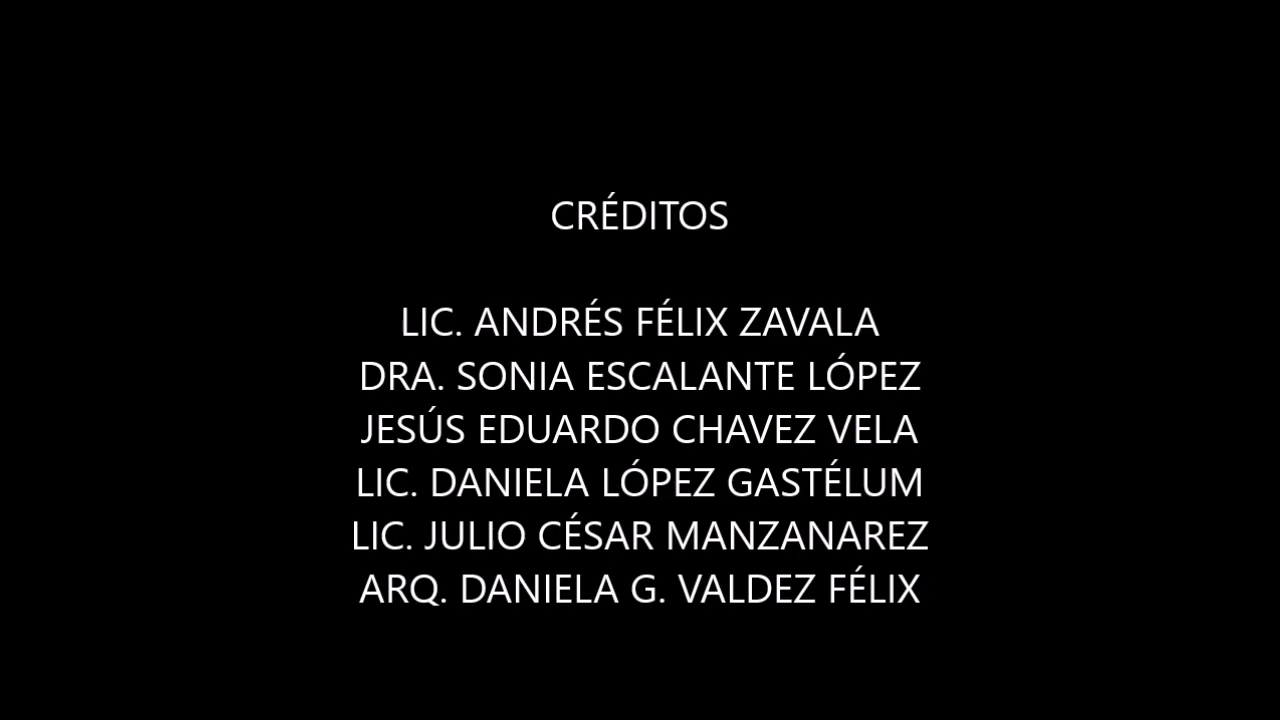 CRÉDITOS
LIC. ANDRÉS FÉLIX ZAVALA
DRA. SONIA ESCALANTE LÓPEZ
JESÚS EDUARDO CHAVEZ VELA
LIC. DANIELA LÓPEZ GASTÉLUM
LIC. JULIO CÉSAR MANZANAREZ
ARQ. DANIELA G. VALDEZ FÉLIX